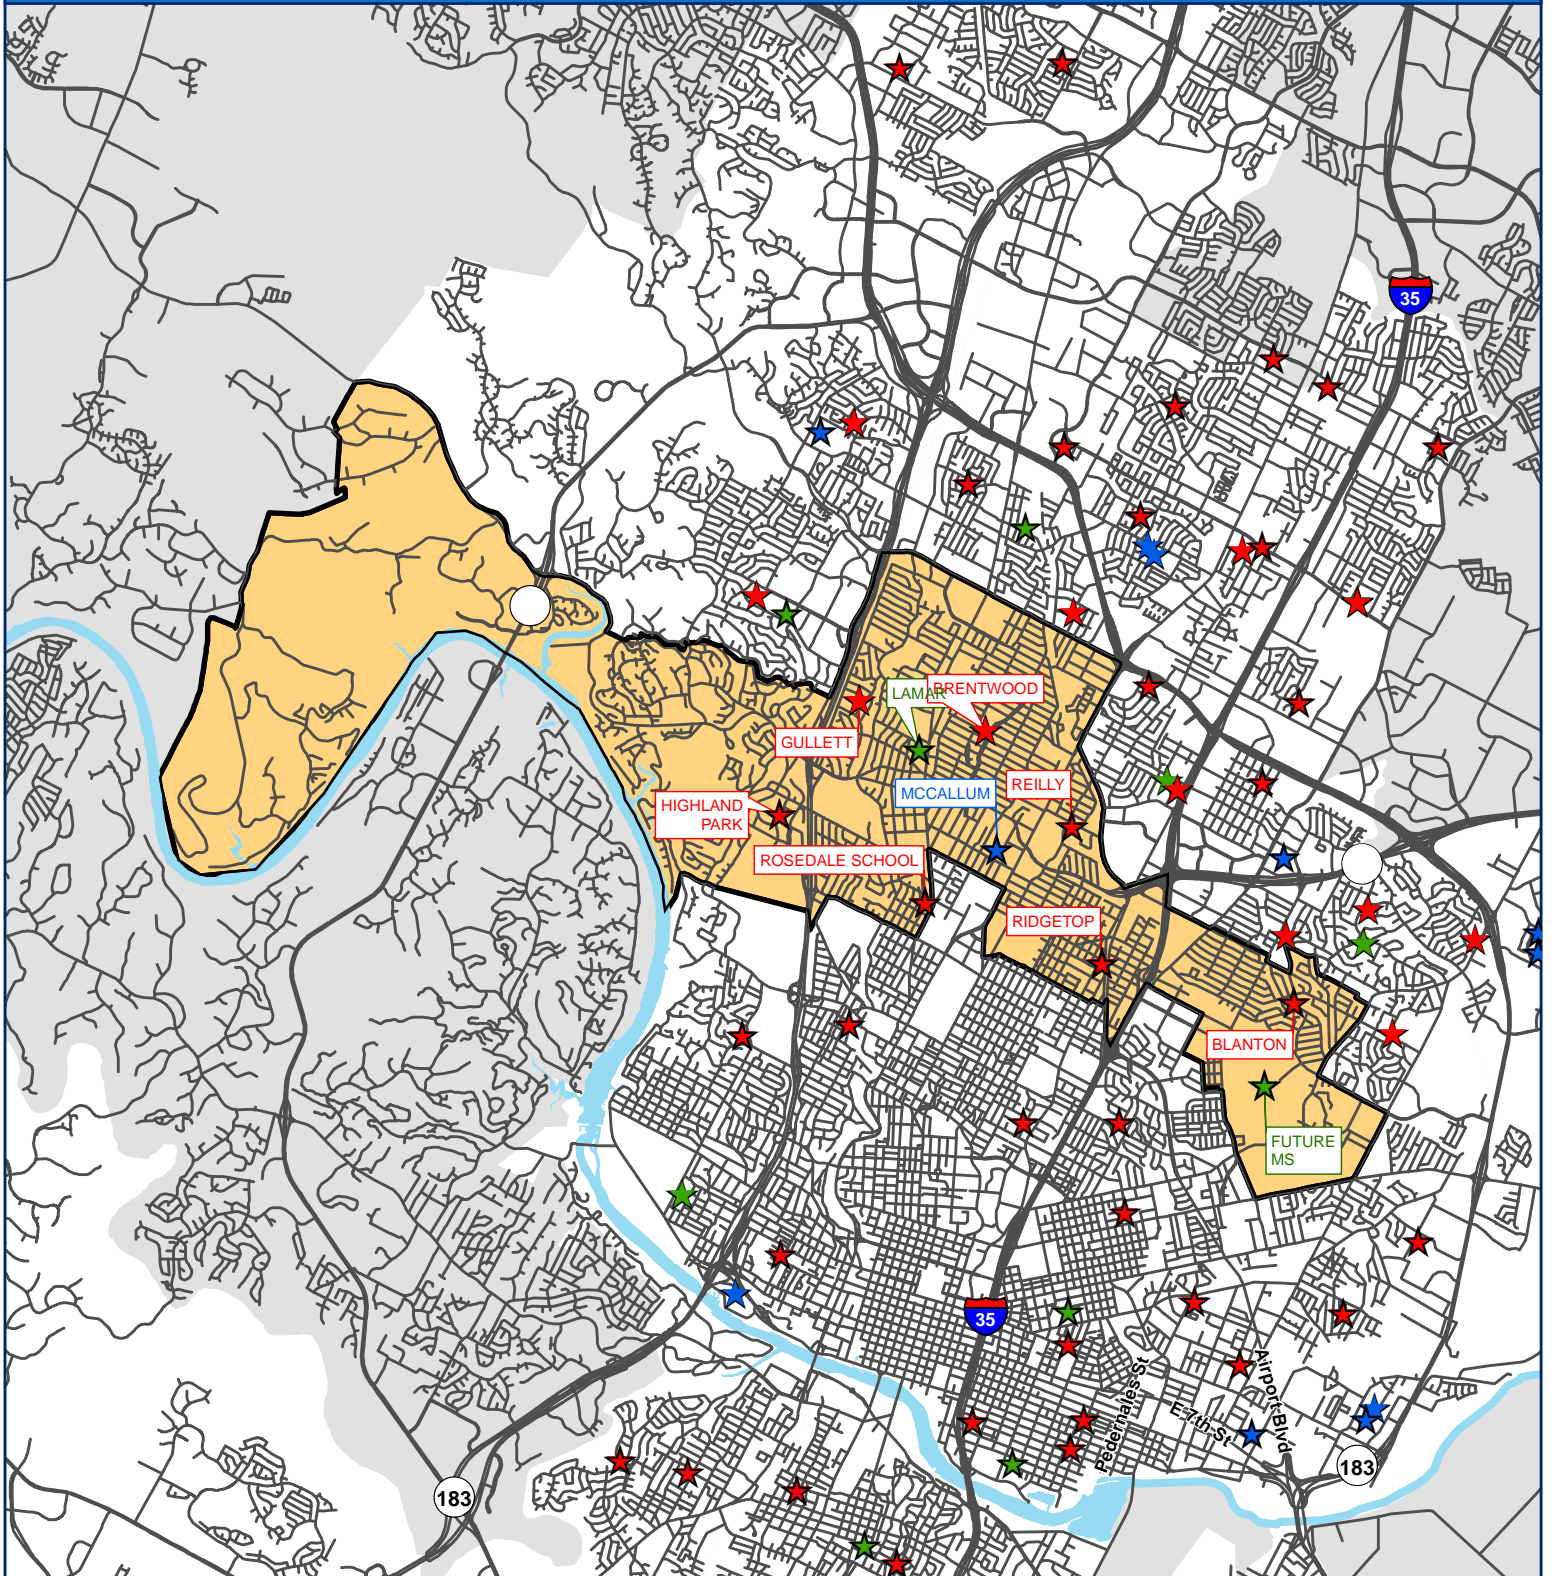 35
LAMAR
BRENTWOOD
GULLETT
MCCALLUM
REILLY
HIGHLAND
PARK
ROSEDALE SCHOOL
RIDGETOP
BLANTON
FUTURE
MS
35
Airport Blvd
Pedernales St
E 7th St
183
183